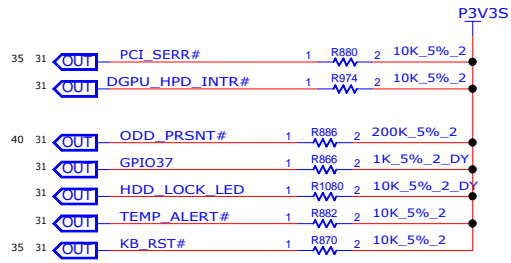 P3V3S
35 31 OUT PCI_SERR# 1 R880 2 10K_5%_2
31 OUT DGPU_HPD_INTR# 1 R974 2 10K_5%_2
40 31 OUT ODD_PRSNT# 1 R886 2 200K_5%_2
31 OUT GPIO37 1 R866 2 1K_5%_2_DY
31 OUT HDD_LOCK_LED 1 R1080 2 10K_5%_2_DY
31 OUT TEMP_ALERT# 1 R882 2 10K_5%_2
35 31 OUT KB_RST# 1 R870 2 10K_5%_2